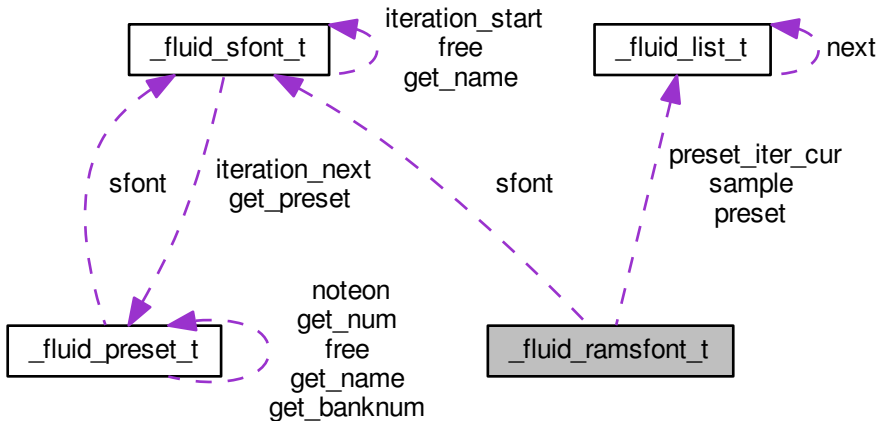 _fluid_sfont_t
iteration_start
free
get_name
_fluid_list_t
next
sfont
iteration_next
get_preset
sfont
preset_iter_cur
sample
preset
_fluid_preset_t
noteon
get_num
free
get_name
get_banknum
_fluid_ramsfont_t